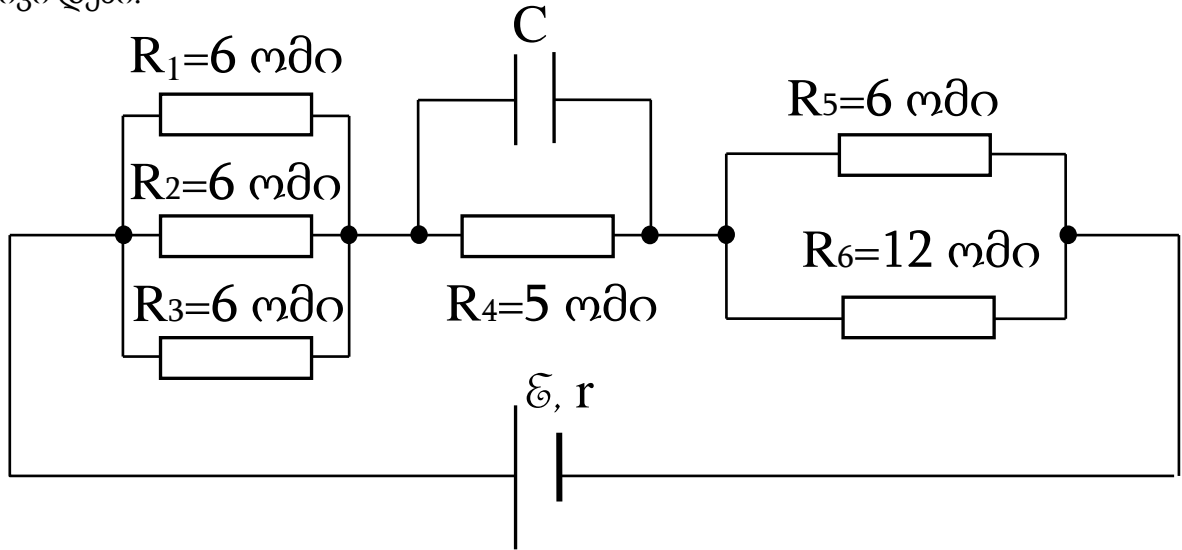 C
R1=6 ომი
R5=6 ომი
R2=6 ომი
R6=12 ომი
R3=6 ომი
R4=5 ომი
ℰ, r